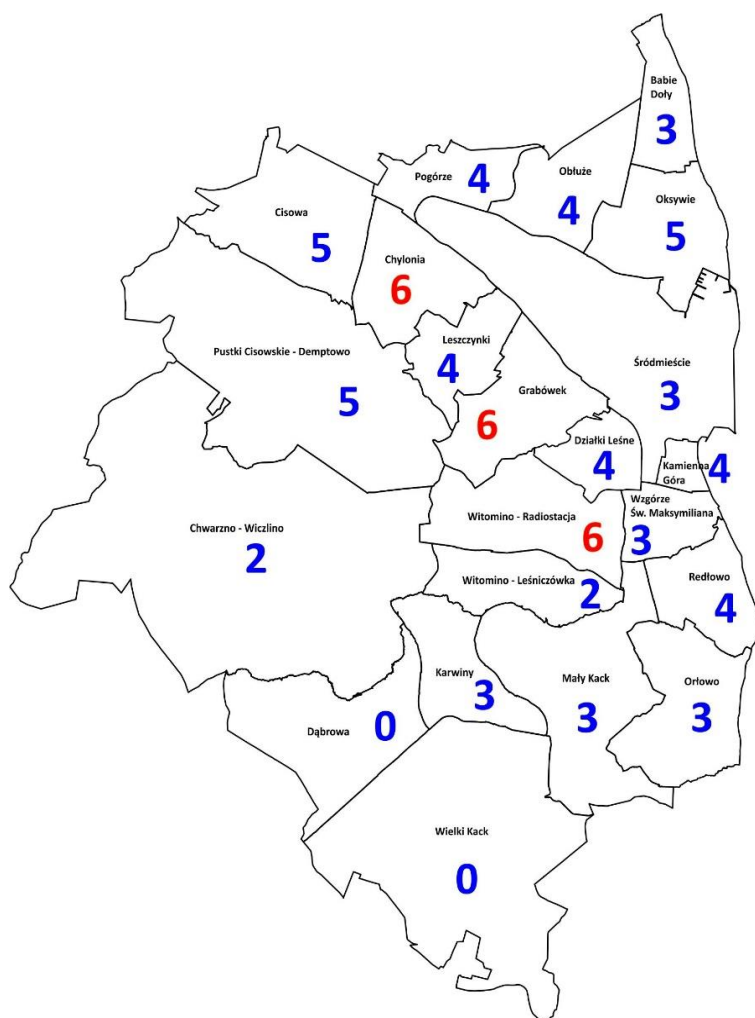 Babie
Doły
3
Pogórze
4
Obłuże
4
Oksywie
5
Cisowa
5
Chylonia
6
Leszczynki
4
Pustki Cisowskie - Demptowo
5
Grabówek
6
Śródmieście
3
Działki Leśne
4
Kamienna
Góra
4
Wzgórze
Św. Maksymiliana
3
Witomino - Radiostacja
6
Chwarzno - Wiczlino
2
Witomino - Leśniczówka
2
Redłowo
4
Karwiny
3
Mały Kack
3
Orłowo
3
Dąbrowa
0
Wielki Kack
0